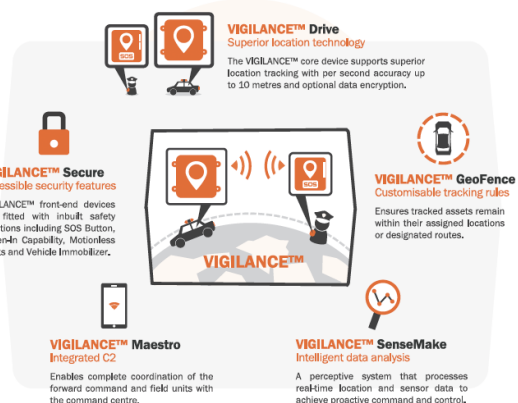 VIGILANCE™ Drive
Superior location technology
The VIGILANCE™ core device supports superior
location tracking with per second accuracy up
to 10 metres and optional data encryption.
SOS
GILANCE™ Secure
essible security features
GILANCE™ front-end devices
fitted with inbuilt safety
tions including SOS Button,
en-In Capability, Motionless
ts and Vehicle Immobilizer.
SOS
VIGILANCE™
VIGILANCE™ GeoFence
Customisable tracking rules
Ensures tracked assets remain
within their assigned locations
or designated routes.
VIGILANCE™ Maestro
Integrated C2
Enables complete coordination of the
forward command and field units with
the command centre.
VIGILANCE™ SenseMake
Intelligent data analysis
A perceptive system that processes
real-time location and sensor data to
achieve proactive command and control.